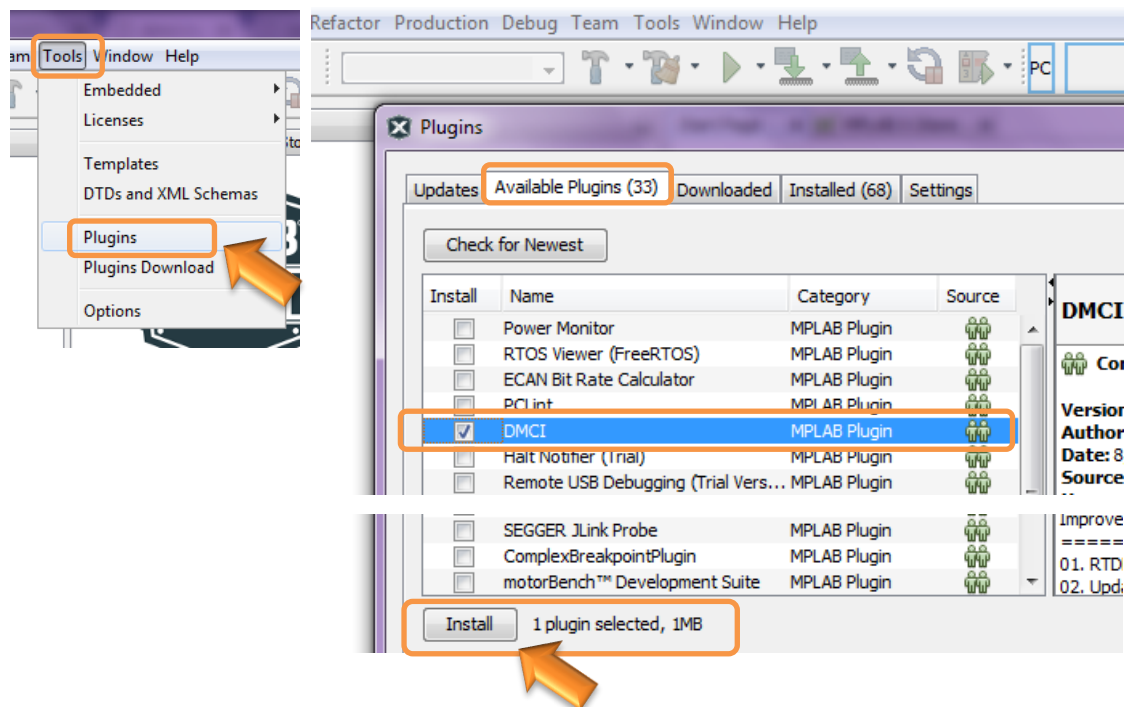 am Tools Window Help
Embedded
Licenses
Templates
DTDs and XML Schemas
Plugins
Plugins Download
Options
Refactor Production Debug Team Tools Window Help
PC
Plugins
Updates Available Plugins (33) Downloaded Installed (68) Settings
Check for Newest
Install Name Category Source
Power Monitor MPLAB Plugin
RTOS Viewer (FreeRTOS) MPLAB Plugin
ECAN Bit Rate Calculator MPLAB Plugin
PCLint MPLAB Plugin
DMCI MPLAB Plugin
Halt Notifier (Trial) MPLAB Plugin
Remote USB Debugging (Trial Vers... MPLAB Plugin
SEGGER JLink Probe MPLAB Plugin
ComplexBreakpointPlugin MPLAB Plugin
motorBench™ Development Suite MPLAB Plugin
DMCI
Com
Version
Author
Date: 8
Source
Improve
=====
01. RTD
02. Upda
Install 1 plugin selected, 1MB